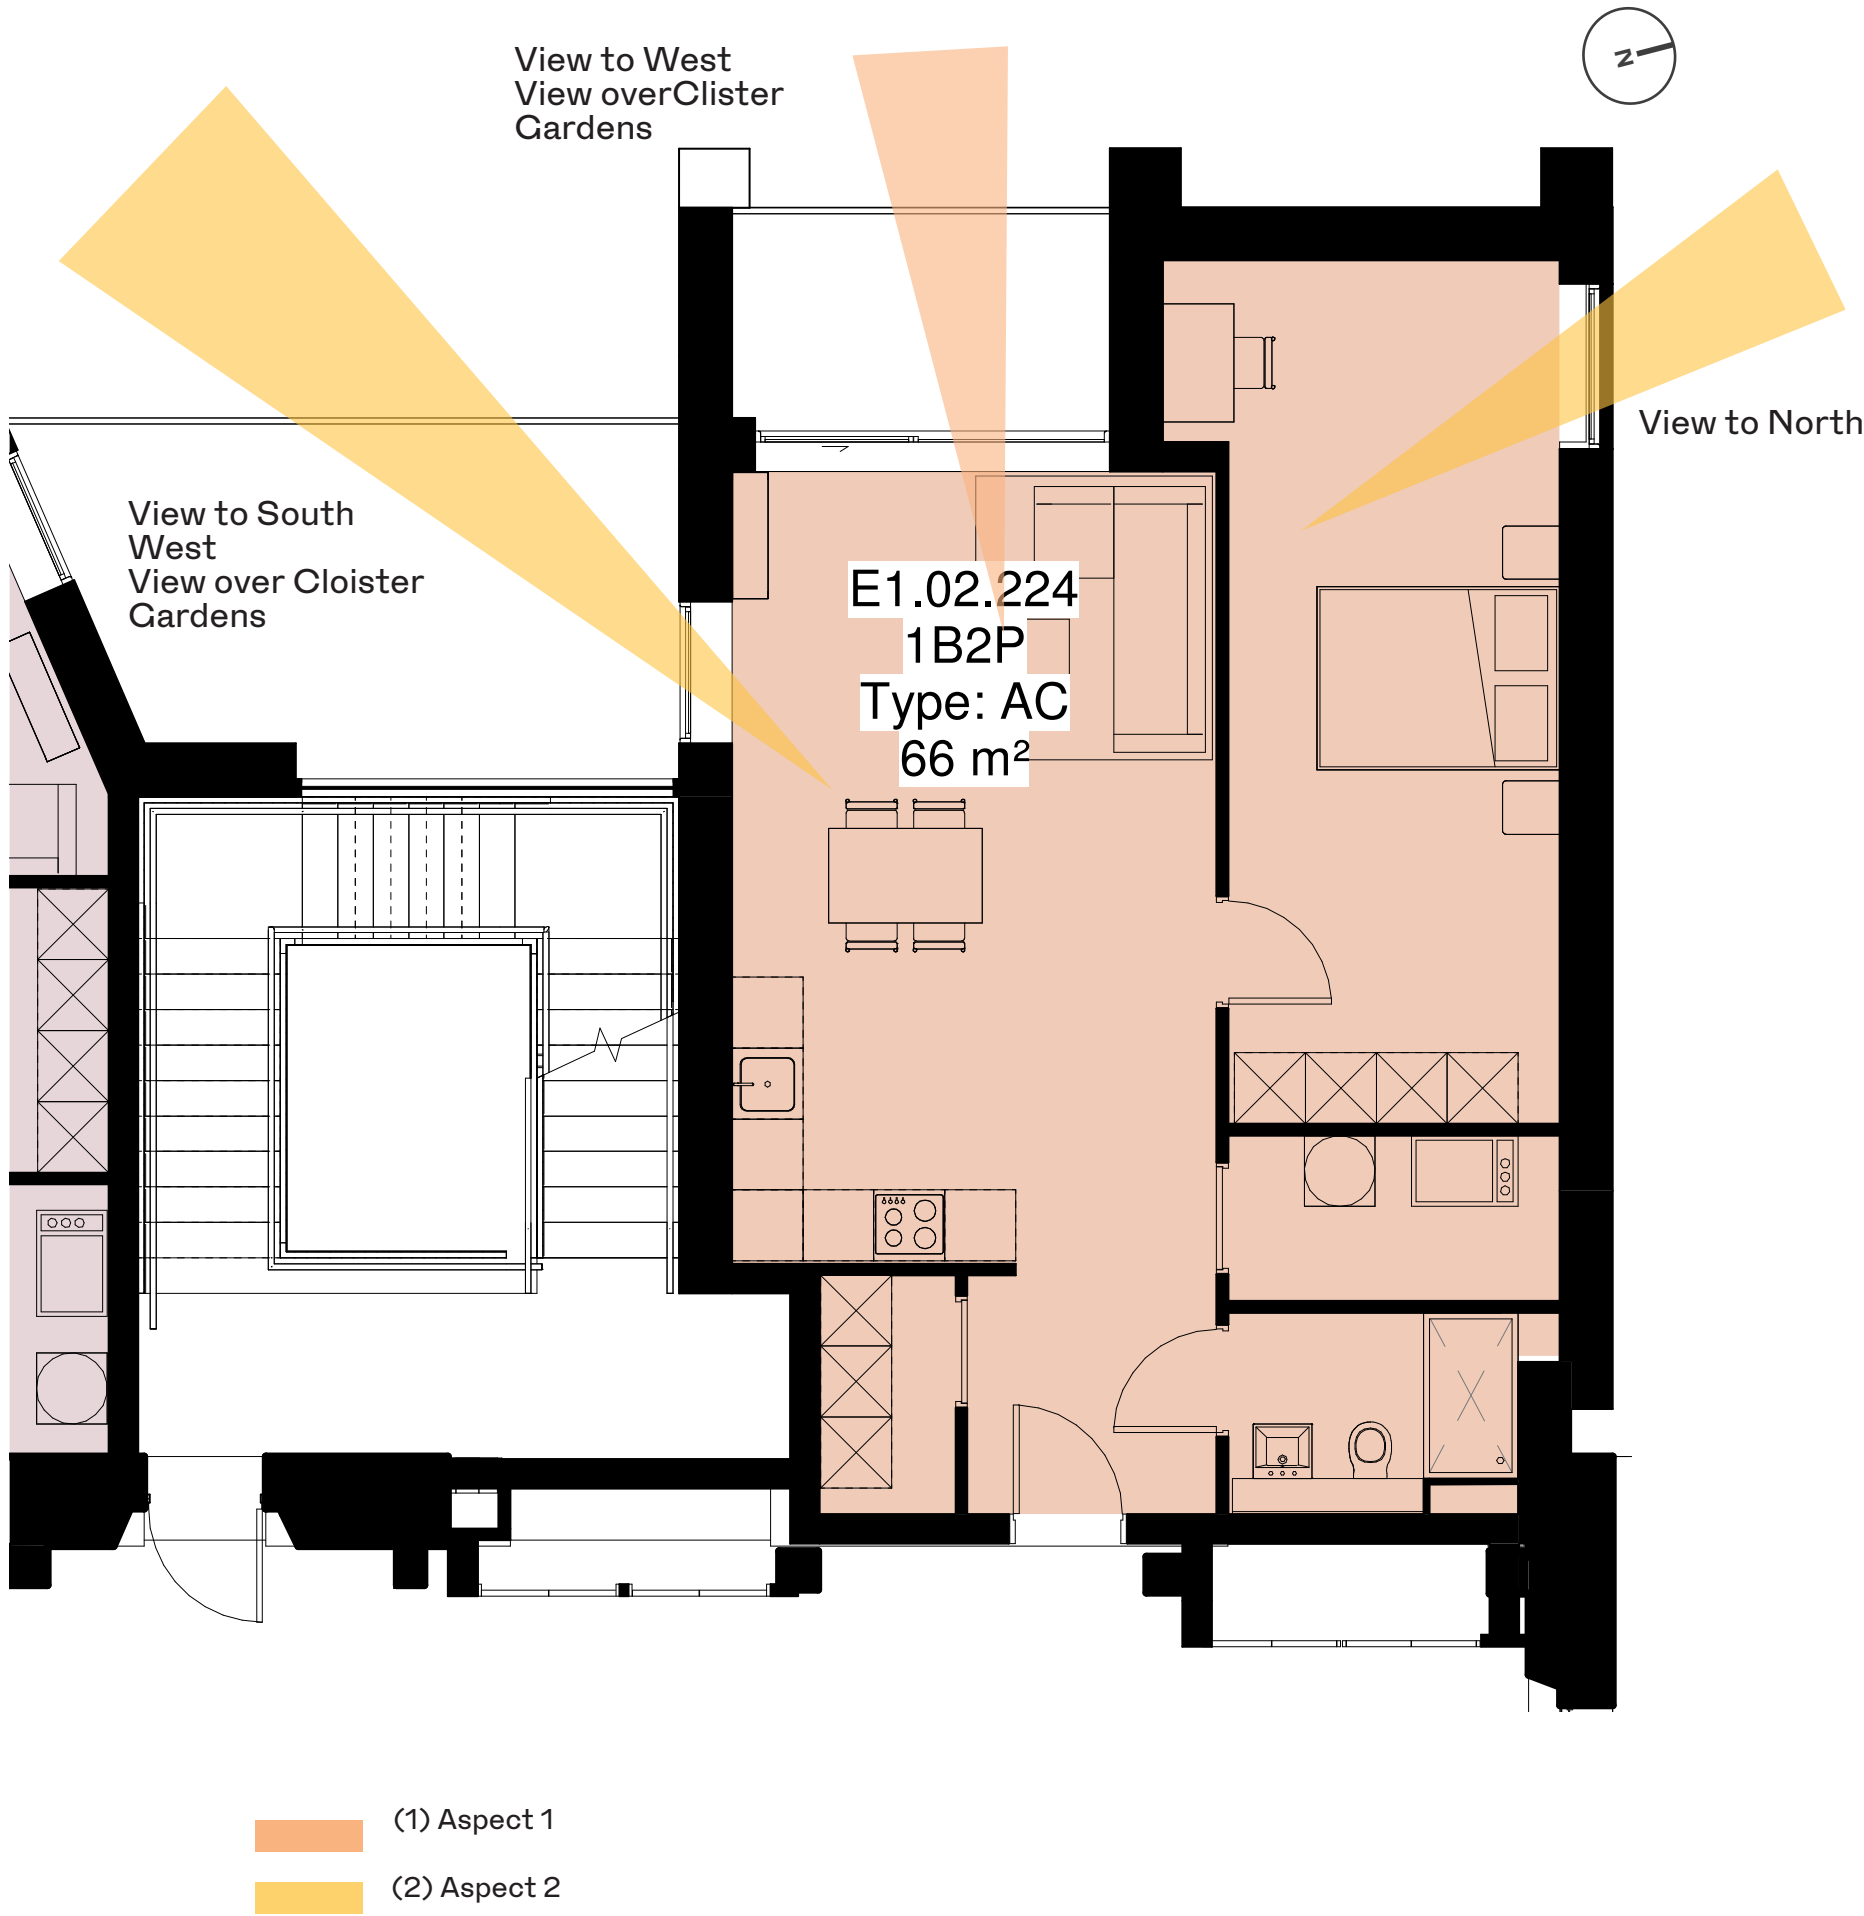 View to West
View overClister
Gardens
N
View to North
View to South
West
View over Cloister
Gardens
E1.02.224
1B2P
Type: AC
66 m²
(1) Aspect 1
(2) Aspect 2